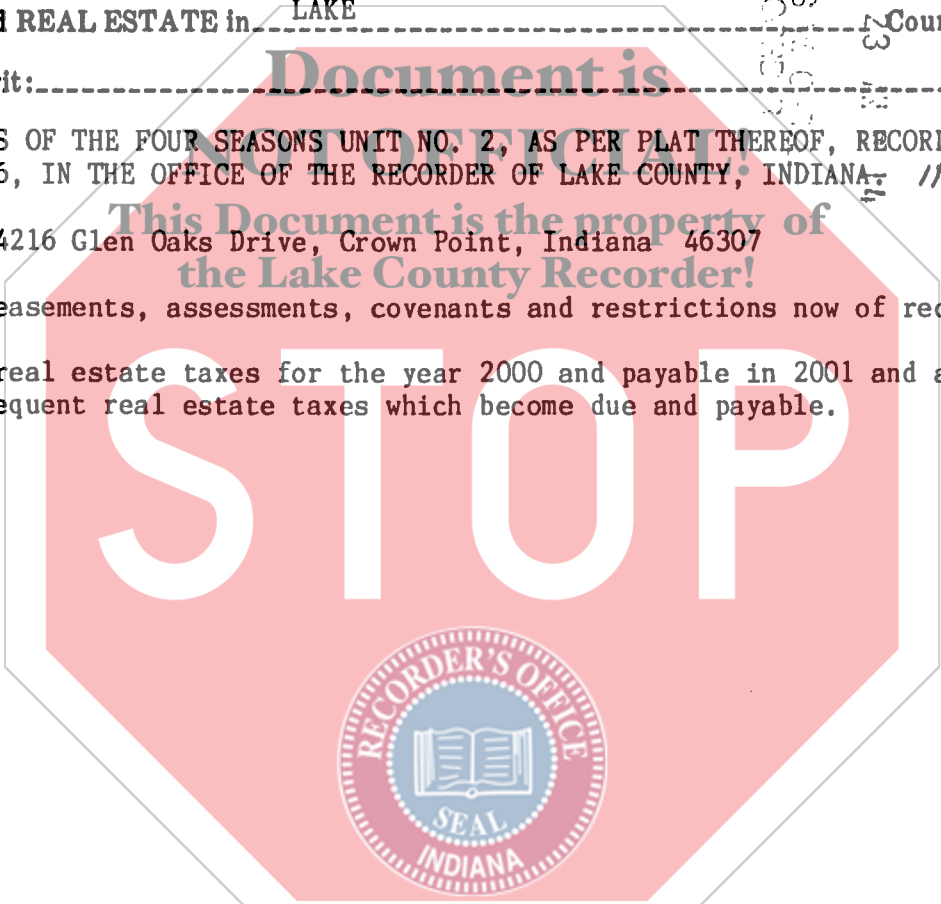 REAL ESTATE in LAKE Coun
it:
Document is
S OF THE FOUR SEASONS UNIT NO. 2, AS PER PLAT THEREOF, RECORD
NOT OFFICIAL!
6, IN THE OFFICE OF THE RECORDER OF LAKE COUNTY, INDIANA.
This Document is the property of
4216 Glen Oaks Drive, Crown Point, Indiana 46307
the Lake County Recorder!
easements, assessments, covenants and restrictions now of rec
real estate taxes for the year 2000 and payable in 2001 and a
equent real estate taxes which become due and payable.
STOP
RECORDER'S OFFICE
SEAL
INDIANA